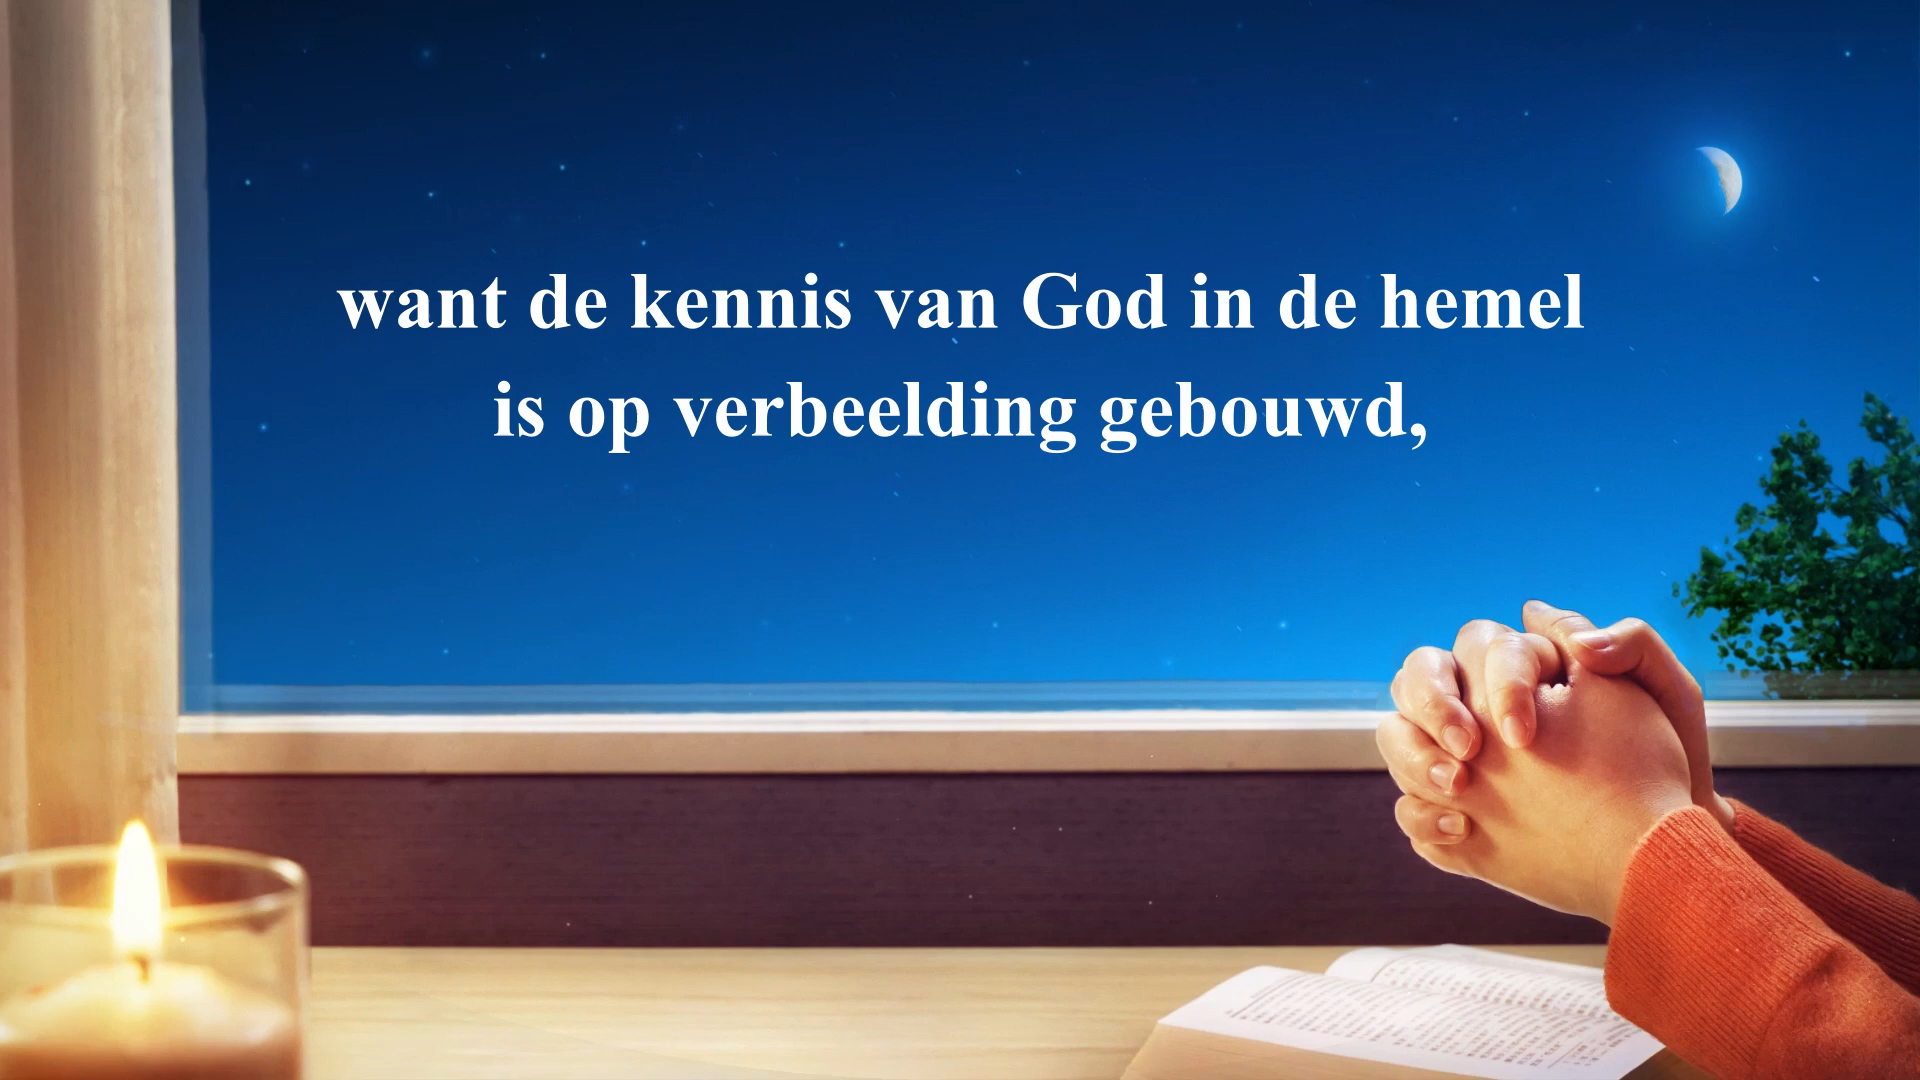 want de kennis van God in de hemel
is op verbeelding gebouwd,